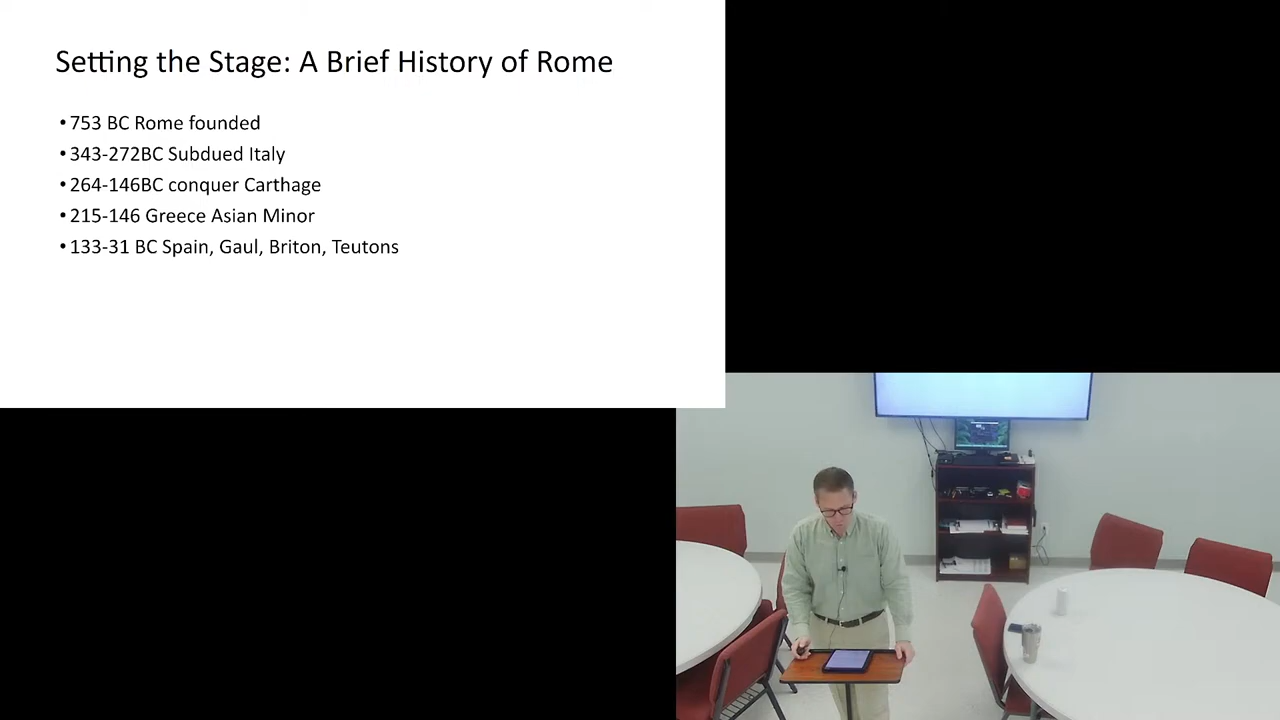 Setting the Stage: A Brief History of Rome
•753 BC Rome founded
•343-272BC Subdued Italy
•264-146BC conquer Carthage
•215-146 Greece Asian Minor
•133-31 BC Spain, Gaul, Briton, Teutons